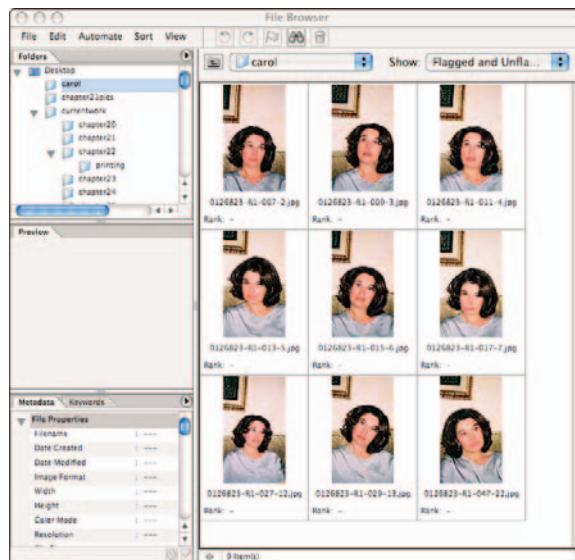 File Browser
File Edit Automate Sort View
Folders
Desktop
carol
chapter21pics
currentwork
chapter20
chapter21
chapter22
printing
chapter23
chapter24
carol
Show: Flagged and Unfla...
0126823-R1-007-2.jpg
Rank: -
0126823-R1-009-3.jpg
Rank: -
0126823-R1-011-4.jpg
Rank: -
0126823-R1-013-5.jpg
Rank: -
0126823-R1-015-6.jpg
Rank: -
0126823-R1-017-7.jpg
Rank: -
0126823-R1-027-12.jpg
Rank: -
0126823-R1-029-13.jpg
Rank: -
0126823-R1-047-22.jpg
Rank: -
Preview
Metadata Keywords
File Properties
Filename : ---
Date Created : ---
Date Modified : ---
Image Format : ---
Width : ---
Height : ---
Color Mode : ---
Resolution : ---
9 Item(s)